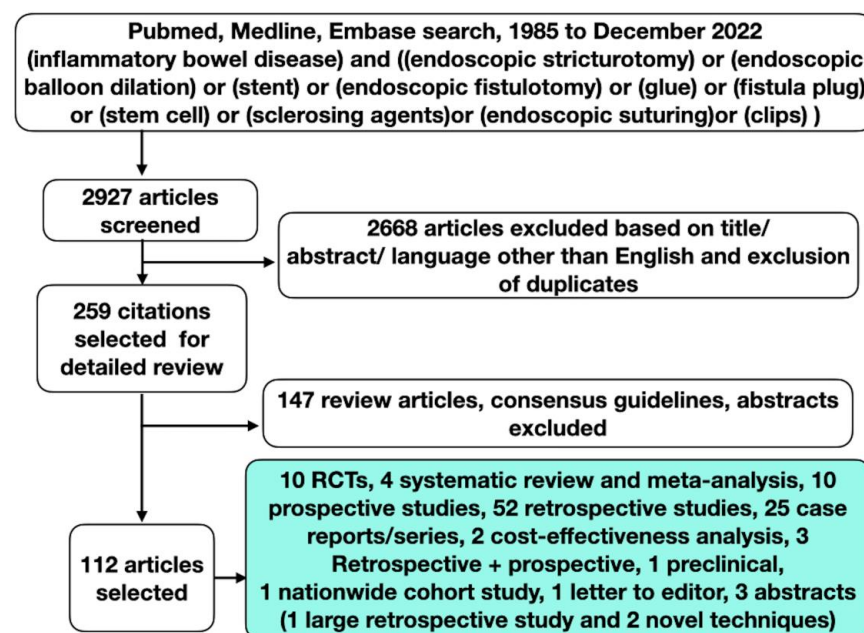 Pubmed, Medline, Embase search, 1985 to December 2022
(inflammatory bowel disease) and ((endoscopic stricturotomy) or (endoscopic
balloon dilation) or (stent) or (endoscopic fistulotomy) or (glue) or (fistula plug)
or (stem cell) or (sclerosing agents)or (endoscopic suturing)or (clips) )
2927 articles
screened
2668 articles excluded based on title/
abstract/ language other than English and exclusion
of duplicates
259 citations
selected for
detailed review
147 review articles, consensus guidelines, abstracts
excluded
112 articles
selected
10 RCTs, 4 systematic review and meta-analysis, 10
prospective studies, 52 retrospective studies, 25 case
reports/series, 2 cost-effectiveness analysis, 3
Retrospective + prospective, 1 preclinical,
1 nationwide cohort study, 1 letter to editor, 3 abstracts
(1 large retrospective study and 2 novel techniques)